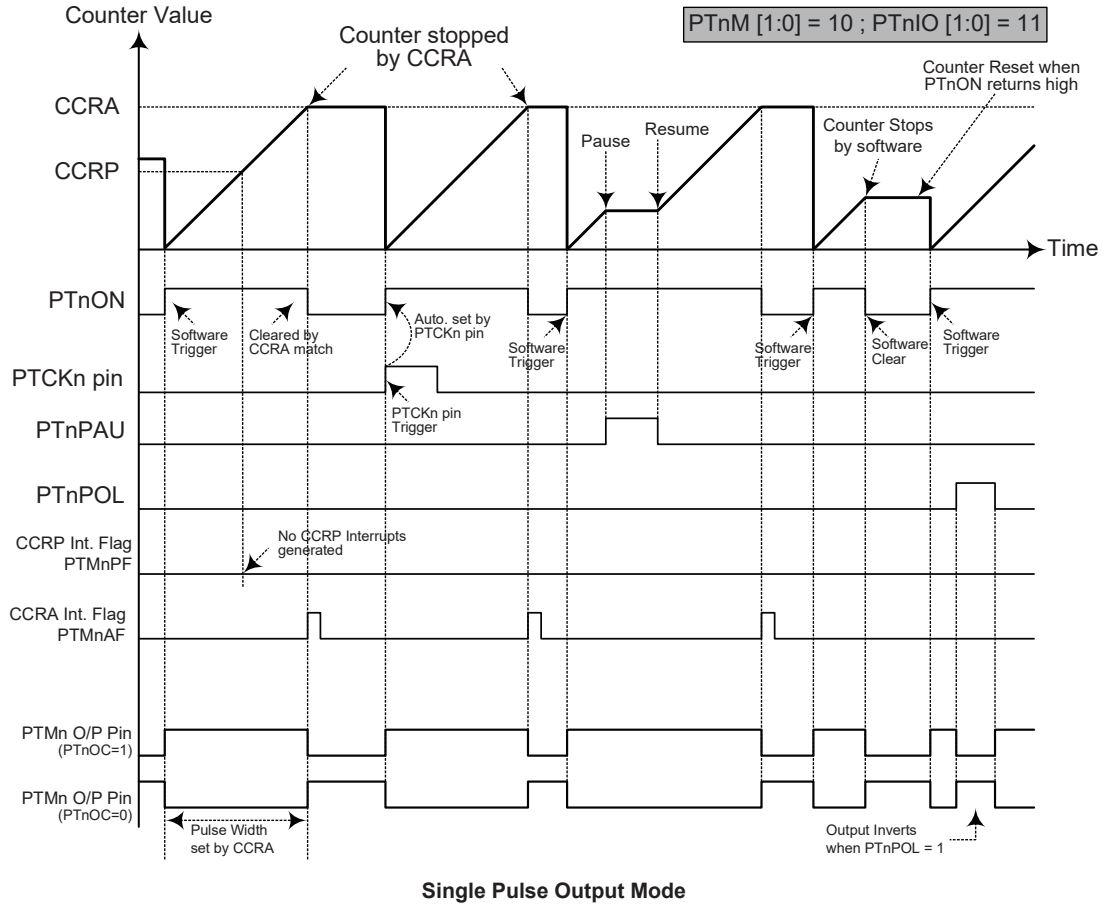 Counter Value
PTnM [1:0] = 10 ; PTnIO [1:0] = 11
Counter stopped
by CCRA
Counter Reset when
PTnON returns high
CCRA
Pause
Resume
Counter Stops
by software
CCRP
Time
PTnON
Software
Trigger
Cleared by
CCRA match
Auto. set by
PTCKn pin
Software
Trigger
Software
Trigger
Software
Clear
Software
Trigger
PTCKn pin
PTCKn pin
Trigger
PTnPAU
PTnPOL
CCRP Int. Flag
PTMnPF
No CCRP Interrupts
generated
CCRA Int. Flag
PTMnAF
PTMn O/P Pin
(PTnOC=1)
PTMn O/P Pin
(PTnOC=0)
Pulse Width
set by CCRA
Output Inverts
when PTnPOL = 1
Single Pulse Output Mode